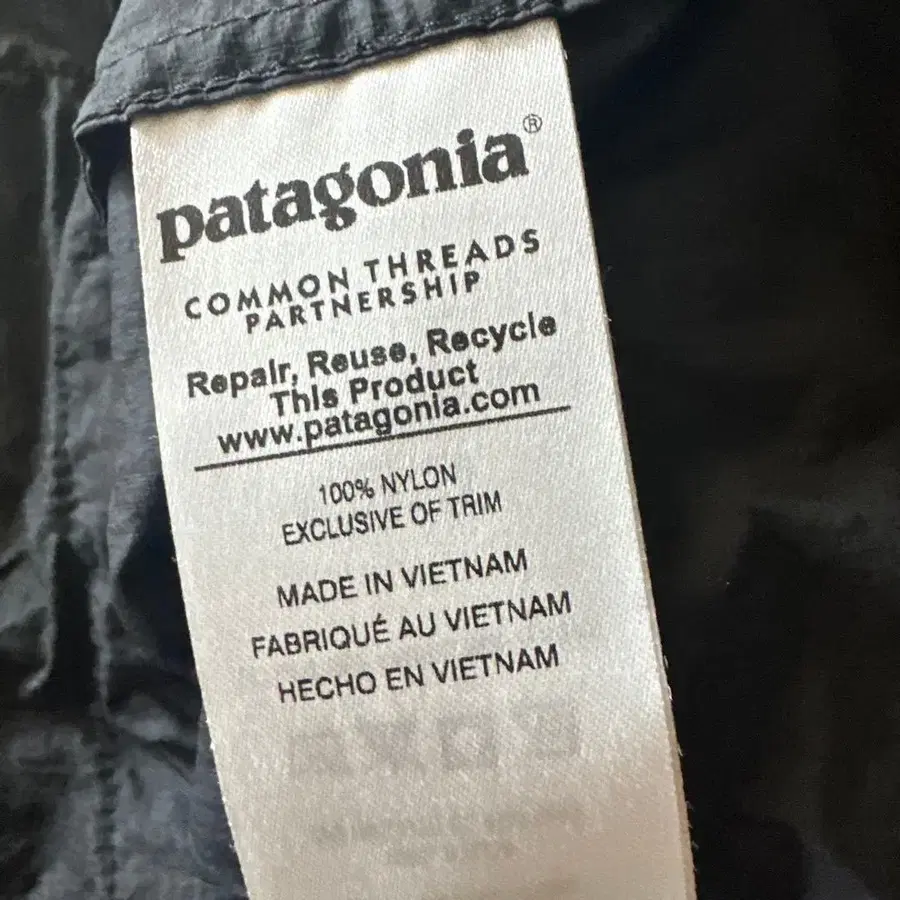 patagonia®
COMMON THREADS
PARTNERSHIP
Repair, Reuse, Recycle
This Product
www.patagonia.com
100% NYLON
EXCLUSIVE OF TRIM
MADE IN VIETNAM
FABRIQUÉ AU VIETNAM
HECHO EN VIETNAM